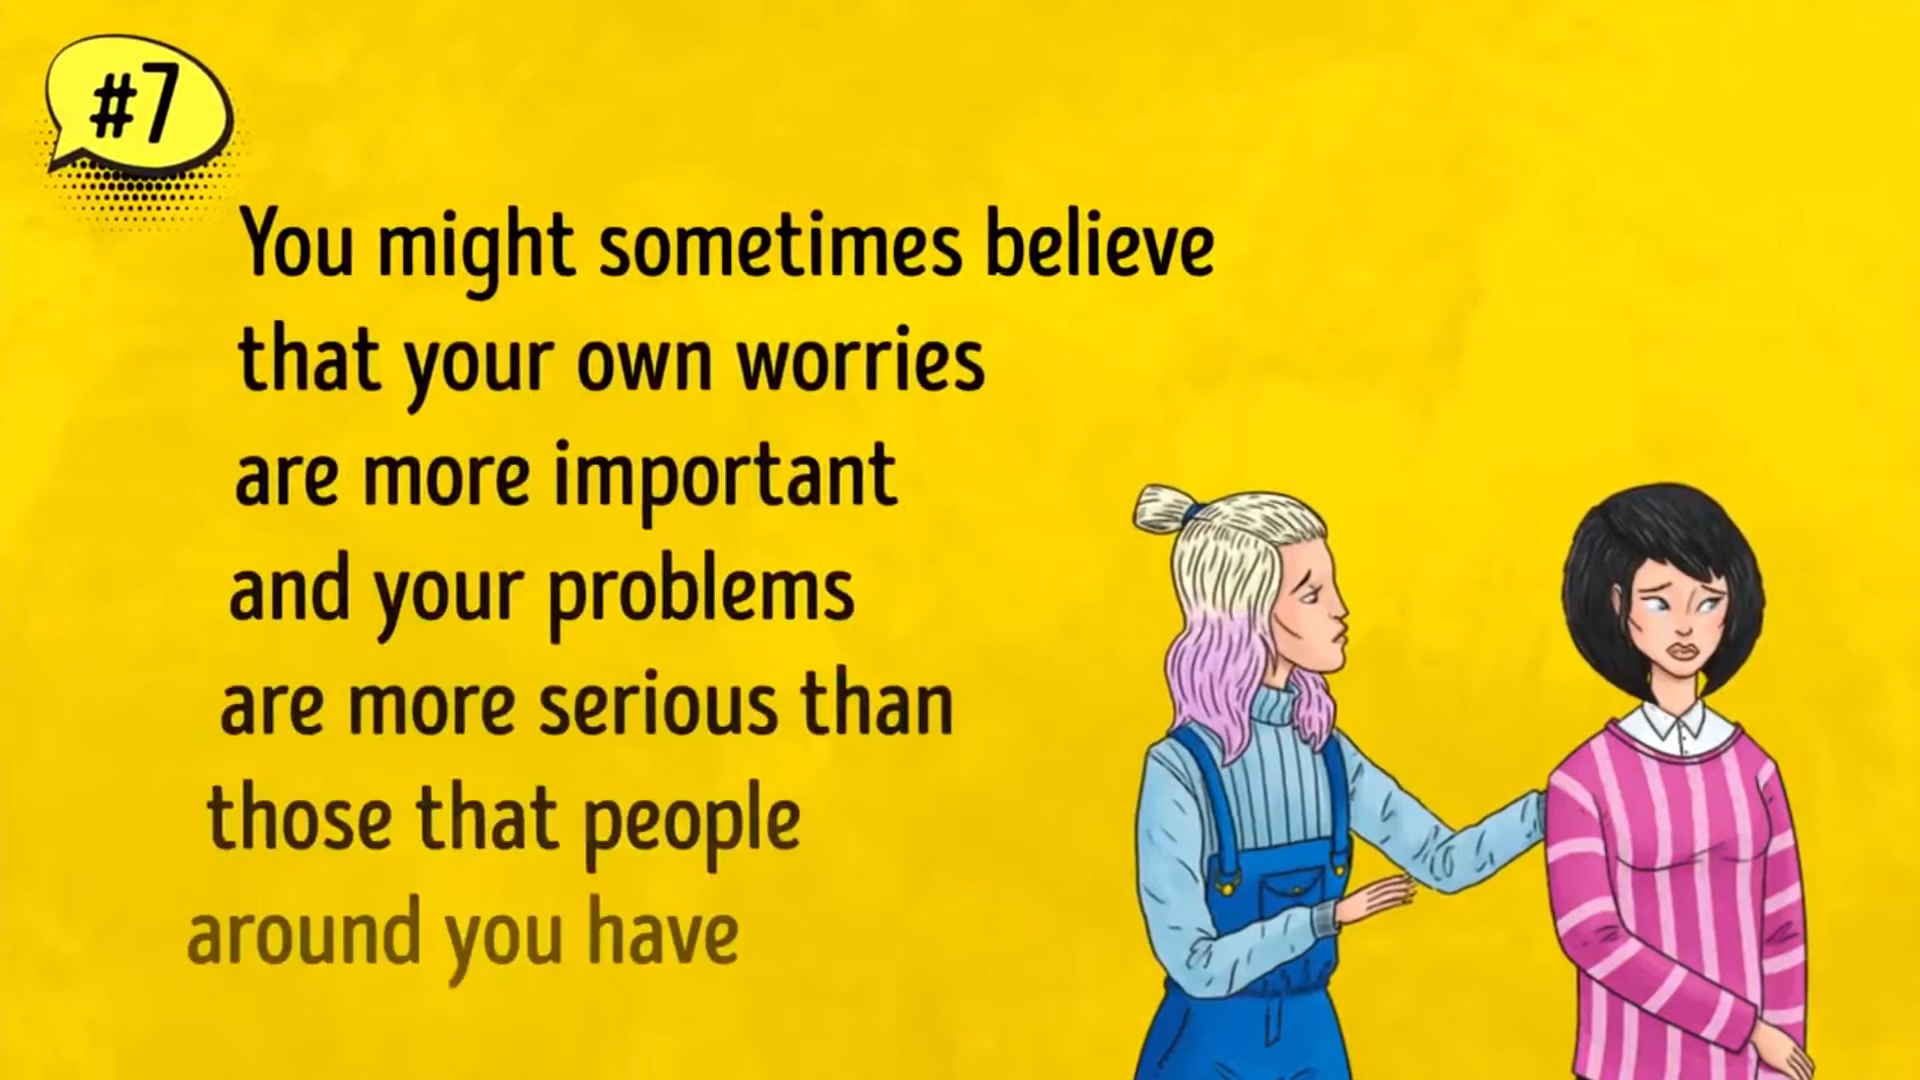 #7
You might sometimes believe
that your own worries
are more important
and your problems
are more serious than
those that people
around you have